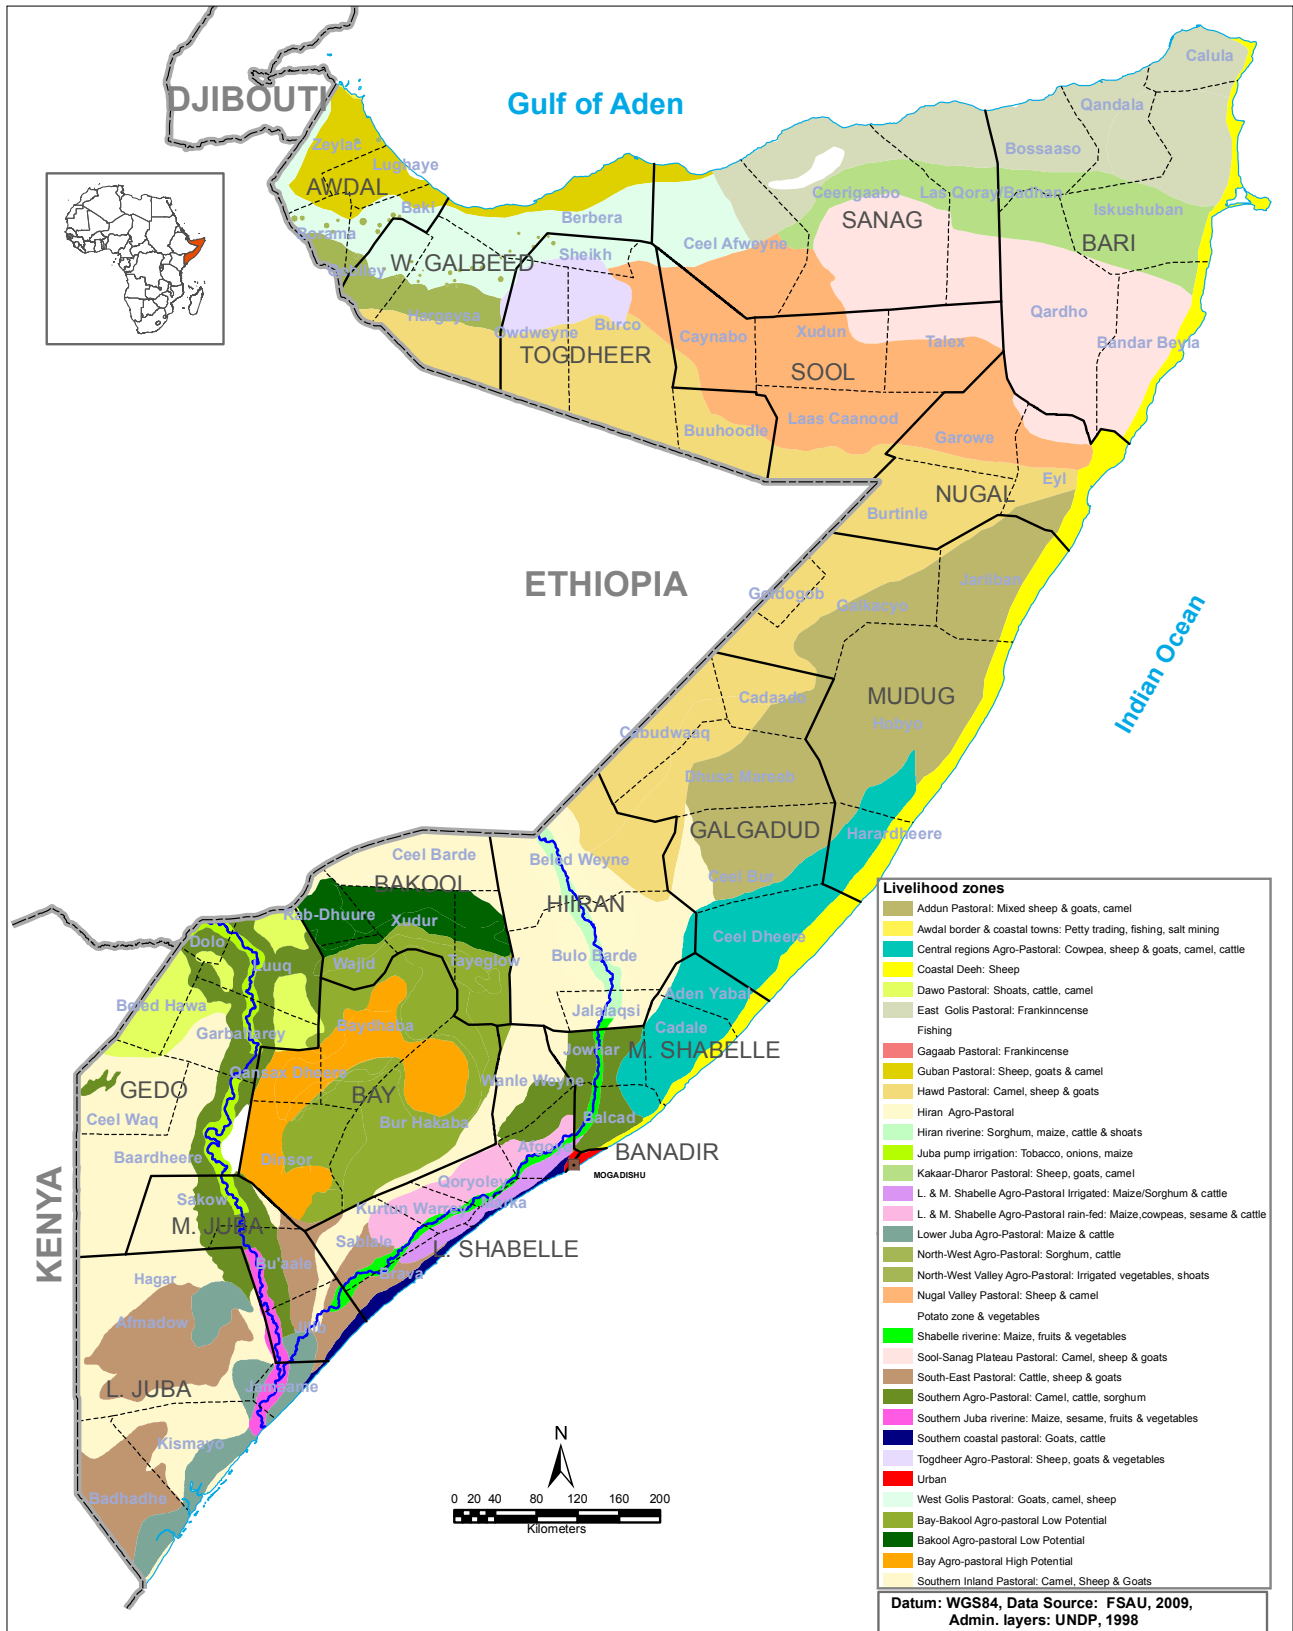 Calula
DJIBOUTI
Gulf of Aden
Qandala
Zeylac
Bossaaso
Lughaye
AWDAL
Ceerigaabo
Las Qoray/Badhan
Baki
Iskushuban
Berbera
SANAG
Borama
Ceel Afweyne
BARI
Sheikh
W. GALBEED
Gebiley
Qardho
Hargeysa
Burco
Owdweyne
Xudun
Caynabo
Talex
Bandar Beyla
TOGDHEER
SOOL
Laas Caanood
Buuhoodle
Garowe
Eyl
NUGAL
Burtinle
ETHIOPIA
Jariiban
Goldogob
Galkacyo
Indian Ocean
Cadaado
MUDUG
Hobyo
Cabudwaaq
Dhusa Mareeb
GALGADUD
Harardheere
Ceel Barde
Beled Weyne
BAKOOL
Ceel Bur
HIIRAN
Rab-Dhuure
Xudur
Ceel Dheere
Dolo
Luuq
Wajid
Tayeglow
Bulo Barde
Aden Yabal
Beled Hawa
Jalalaqsi
Garbaharey
Baydhaba
Cadale
Jowhar
M. SHABELLE
Qansax Dheere
Wanle Weyne
GEDO
BAY
Ceel Waq
Bur Hakaba
Balcad
Baardheere
Dinsor
Afgoye
BANADIR
MOGADISHU
KENYA
Qoryoley
Sakow
Marka
M. JUBA
Kurtun Warrey
Sablale
L. SHABELLE
Bu'aale
Brava
Hagar
Afmadow
Jilib
L. JUBA
Jamaame
Kismayo
Badhadhe
N
0 20 40 80 120 160 200
Kilometers
Livelihood zones
Addun Pastoral: Mixed sheep & goats, camel
Awdal border & coastal towns: Petty trading, fishing, salt mining
Central regions Agro-Pastoral: Cowpea, sheep & goats, camel, cattle
Coastal Deeh: Sheep
Dawo Pastoral: Shoats, cattle, camel
East Golis Pastoral: Frankinncense
Fishing
Gagaab Pastoral: Frankincense
Guban Pastoral: Sheep, goats & camel
Hawd Pastoral: Camel, sheep & goats
Hiran Agro-Pastoral
Hiran riverine: Sorghum, maize, cattle & shoats
Juba pump irrigation: Tobacco, onions, maize
Kakaar-Dharor Pastoral: Sheep, goats, camel
L. & M. Shabelle Agro-Pastoral Irrigated: Maize/Sorghum & cattle
L. & M. Shabelle Agro-Pastoral rain-fed: Maize,cowpeas, sesame & cattle
Lower Juba Agro-Pastoral: Maize & cattle
North-West Agro-Pastoral: Sorghum, cattle
North-West Valley Agro-Pastoral: Irrigated vegetables, shoats
Nugal Valley Pastoral: Sheep & camel
Potato zone & vegetables
Shabelle riverine: Maize, fruits & vegetables
Sool-Sanag Plateau Pastoral: Camel, sheep & goats
South-East Pastoral: Cattle, sheep & goats
Southern Agro-Pastoral: Camel, cattle, sorghum
Southern Juba riverine: Maize, sesame, fruits & vegetables
Southern coastal pastoral: Goats, cattle
Togdheer Agro-Pastoral: Sheep, goats & vegetables
Urban
West Golis Pastoral: Goats, camel, sheep
Bay-Bakool Agro-pastoral Low Potential
Bakool Agro-pastoral Low Potential
Bay Agro-pastoral High Potential
Southern Inland Pastoral: Camel, Sheep & Goats
Datum: WGS84, Data Source: FSAU, 2009,
Admin. layers: UNDP, 1998